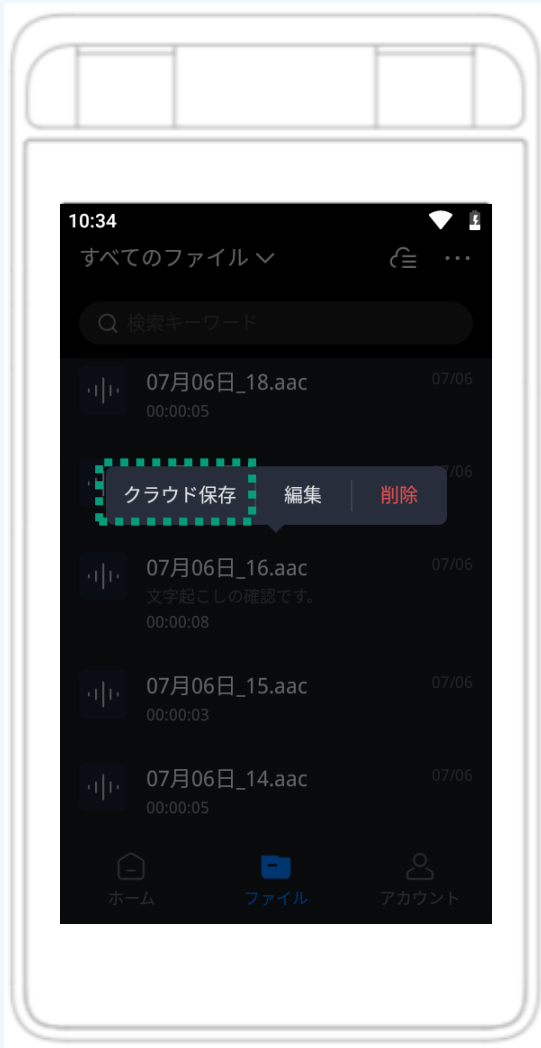 10:34
すべてのファイル
検索キーワード
07月06日_18.aac
07/06
00:00:05
7/06
クラウド保存
編集
削除
07月06日_16.aac
07/06
文字起こしの確認です。
00:00:08
07月06日_15.aac
07/06
00:00:03
07月06日_14.aac
07/06
00:00:05
ホーム
ファイル
アカウント